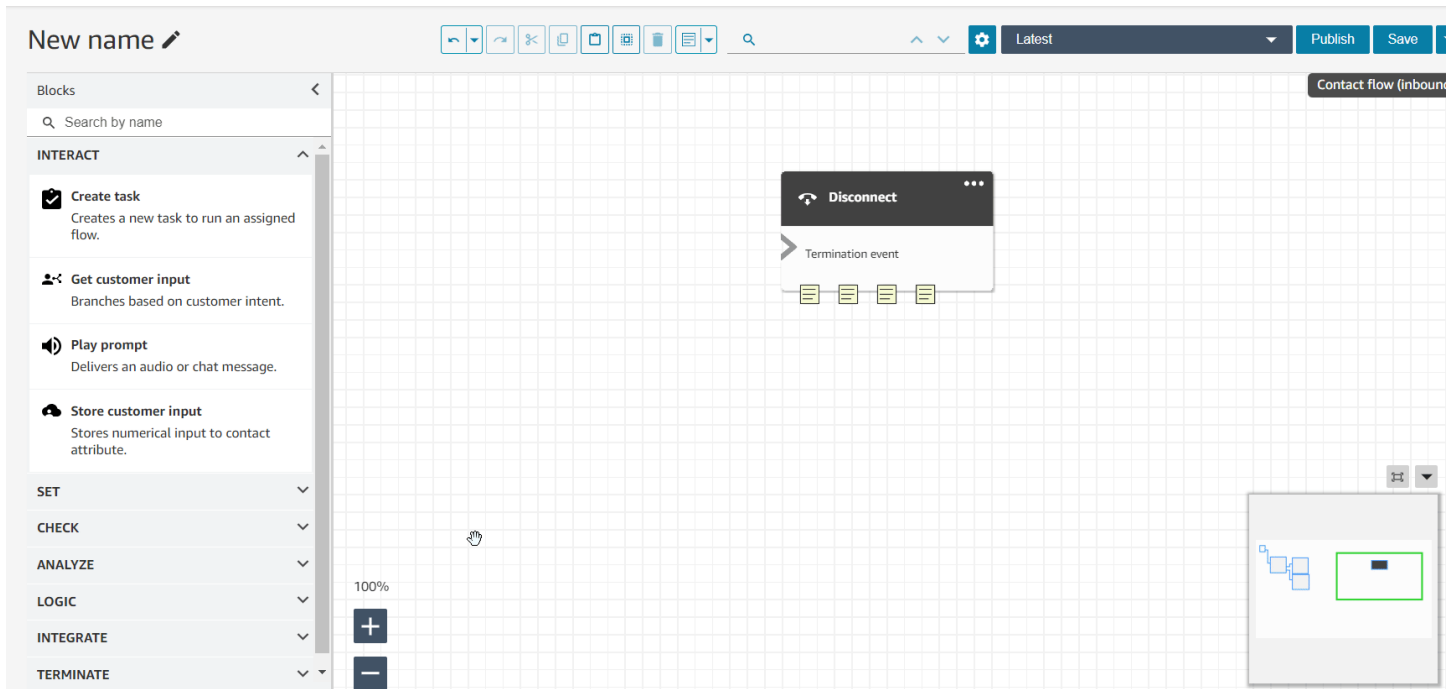 New name
Latest
Publish
Save
Contact flow (inboun
Blocks
Search by name
INTERACT
Create task
Creates a new task to run an assigned
flow.
Get customer input
Branches based on customer intent.
Play prompt
Delivers an audio or chat message.
Store customer input
Stores numerical input to contact
attribute.
SET
CHECK
ANALYZE
LOGIC
INTEGRATE
TERMINATE
Disconnect
Termination event
100%